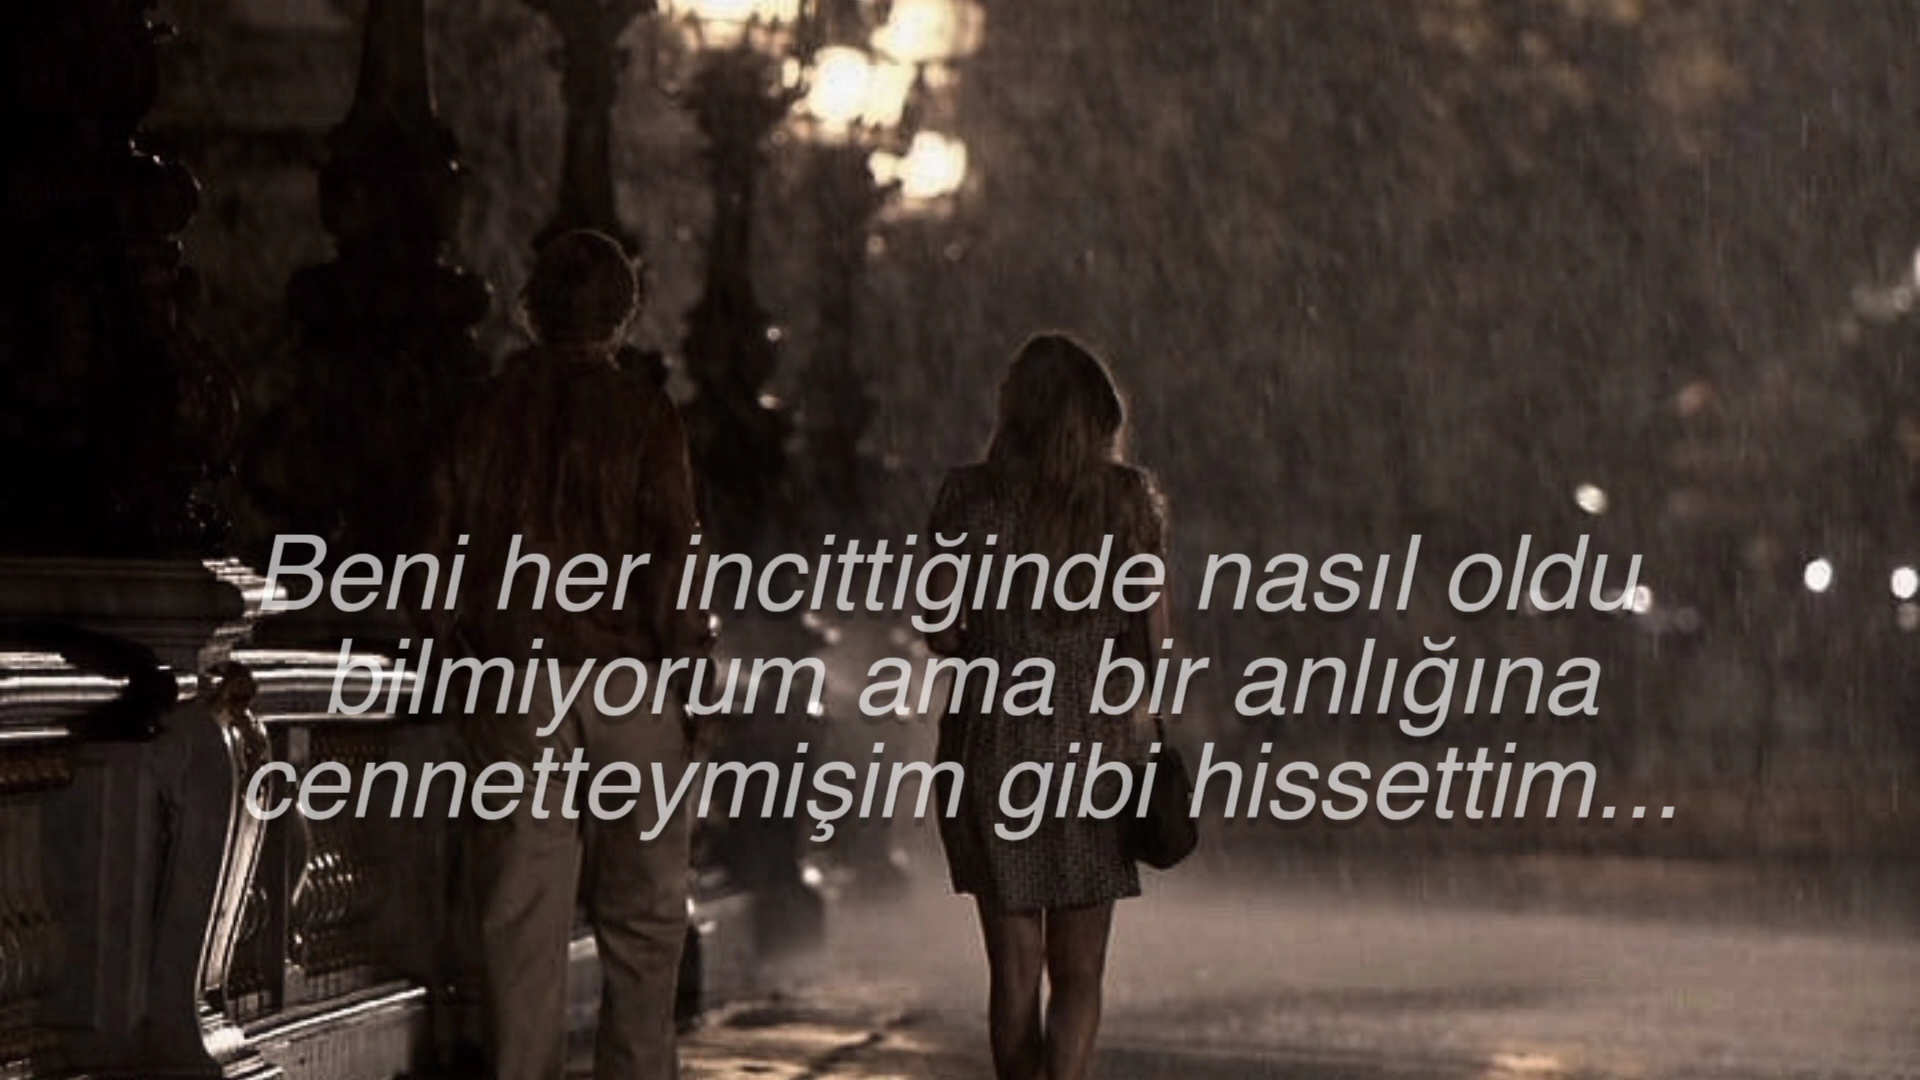 Beni her incittiğinde nasıl oldu
bilmiyorum ama bir anlığına
cennetteymişim gibi hissettim...